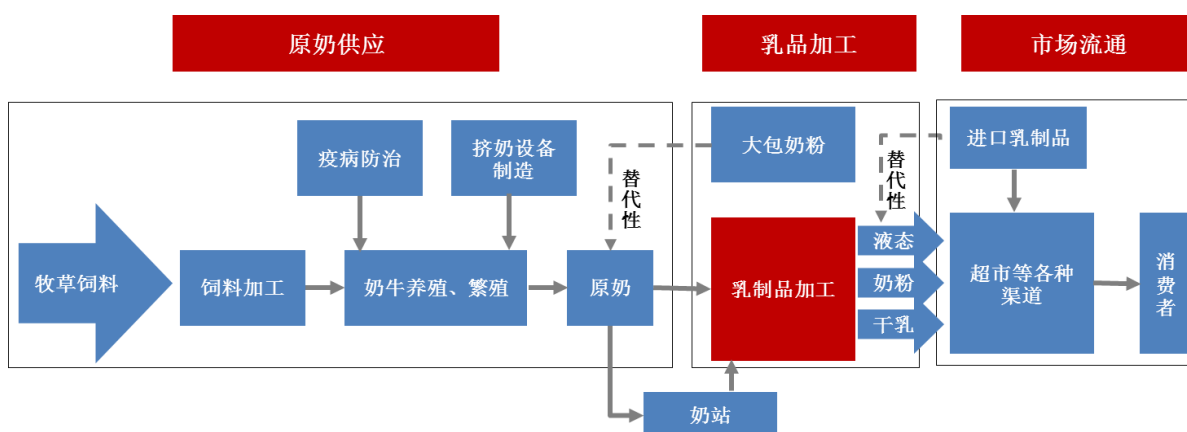 原奶供应
乳品加工
市场流通
疫病防治
挤奶设备
制造
替代性
大包奶粉
替代性
进口乳制品
牧草饲料
饲料加工
奶牛养殖、繁殖
原奶
乳制品加工
液态
奶粉
干乳
超市等各种
渠道
消费者
奶站